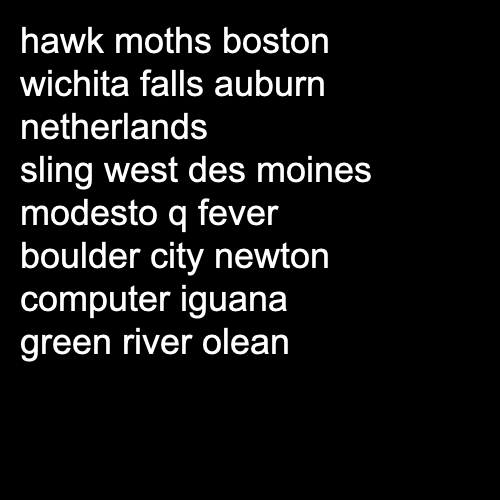 hawk moths boston
wichita falls auburn
netherlands
sling west des moines
modesto q fever
boulder city newton
computer iguana
green river olean